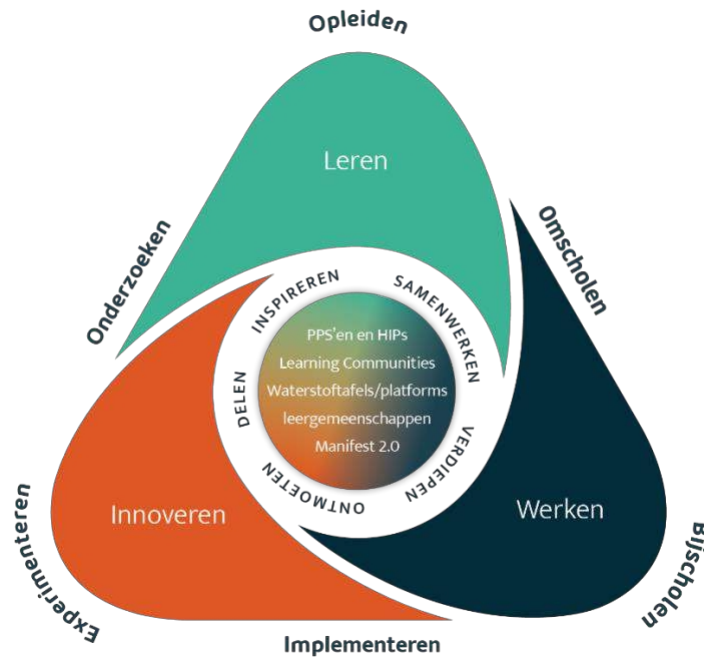 Opleiden
Leren
Onderzoeken
Omscholen
INSPIREREN
SAMENWERKEN
PPS'en en HIPs
Learning Communities
Waterstoftafels/platforms
leergemeenschappen
Manifest 2.0
DELEN
VERDIEPEN
ONTMOETEN
Innoveren
Werken
Experimenteren
Bijscholen
Implementeren